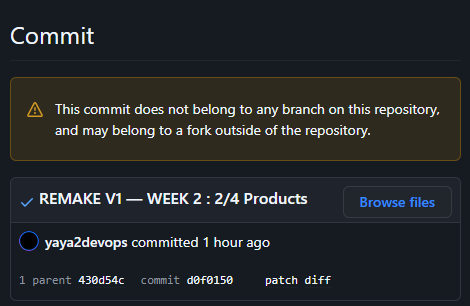 Commit
This commit does not belong to any branch on this repository,
and may belong to a fork outside of the repository.
REMAKE V1 — WEEK 2 : 2/4 Products
Browse files
yaya2devops committed 1 hour ago
1 parent 430d54c commit d0f0150 patch diff